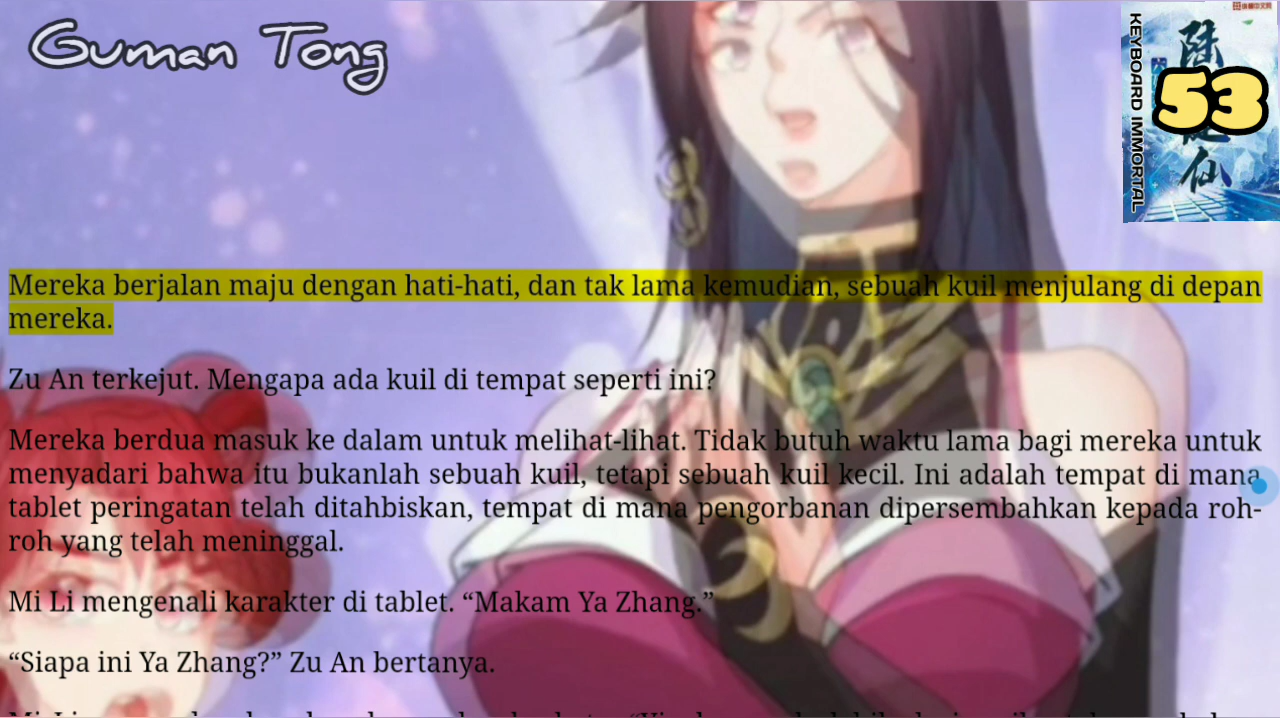 Guman Tong
KEYBOARD IMMORTAL
陆
仙
53
Mereka berjalan maju dengan hati-hati, dan tak lama kemudian, sebuah kuil menjulang di depan
mereka.
Zu An terkejut. Mengapa ada kuil di tempat seperti ini?
Mereka berdua masuk ke dalam untuk melihat-lihat. Tidak butuh waktu lama bagi mereka untuk
menyadari bahwa itu bukanlah sebuah kuil, tetapi sebuah kuil kecil. Ini adalah tempat di mana
tablet peringatan telah ditahbiskan, tempat di mana pengorbanan dipersembahkan kepada roh-
roh yang telah meninggal.
Mi Li mengenali karakter di tablet. “Makam Ya Zhang.”
“Siapa ini Ya Zhang?” Zu An bertanya.